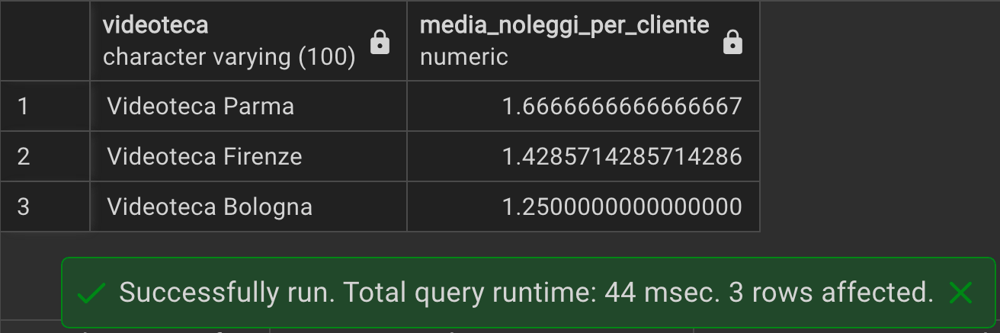 videoteca
character varying (100)
media_noleggi_per_cliente
numeric
1 Videoteca Parma 1.6666666666666667
2 Videoteca Firenze 1.4285714285714286
3 Videoteca Bologna 1.2500000000000000
Successfully run. Total query runtime: 44 msec. 3 rows affected.